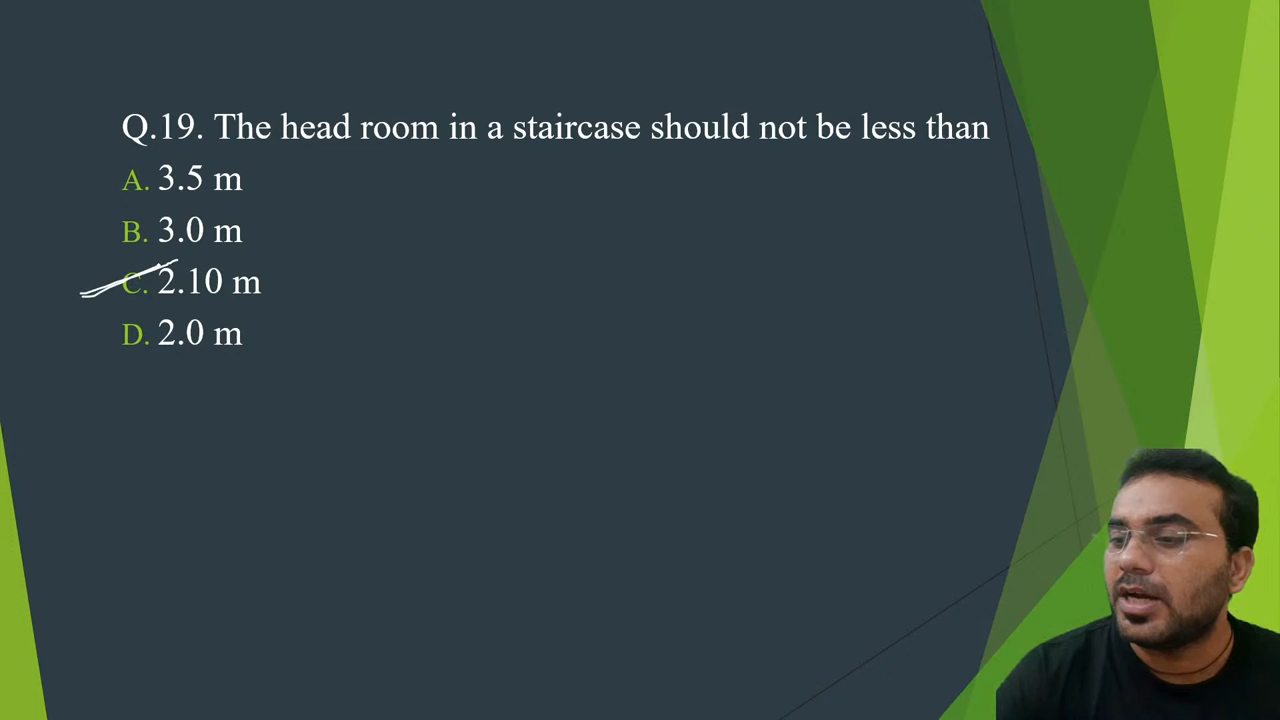 Q.19. The head room in a staircase should not be less than
A. 3.5 m
B. 3.0 m
C. 2.10 m
D. 2.0 m